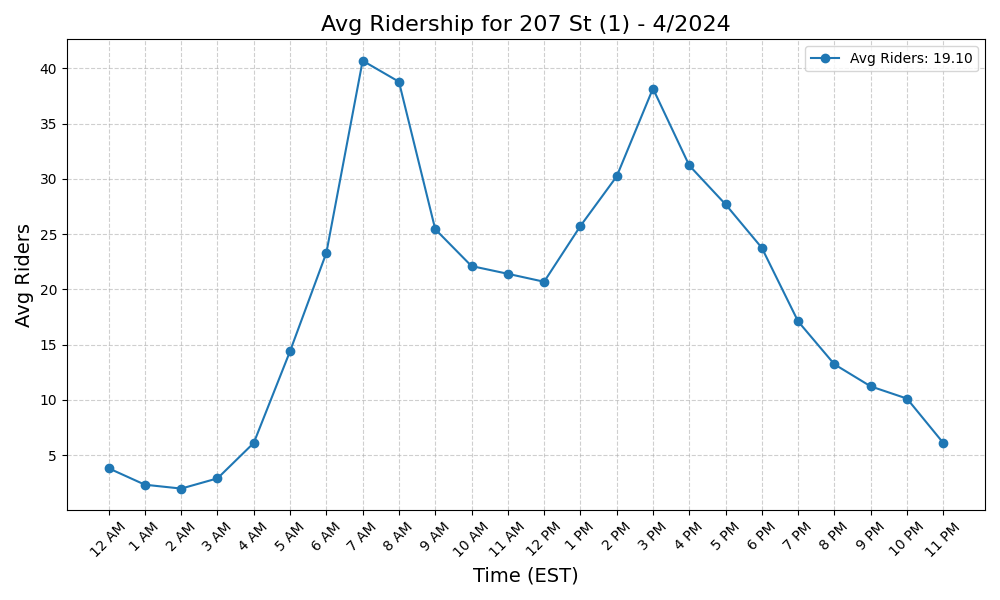 Avg Ridership for 207 St (1) - 4/2024
Avg Riders: 19.10
Avg Riders
40
35
30
25
20
15
10
5
12 AM
1 AM
2 AM
3 AM
4 AM
5 AM
6 AM
7 AM
8 AM
9 AM
10 AM
11 AM
12 PM
1 PM
2 PM
3 PM
4 PM
5 PM
6 PM
7 PM
8 PM
9 PM
10 PM
11 PM
Time (EST)